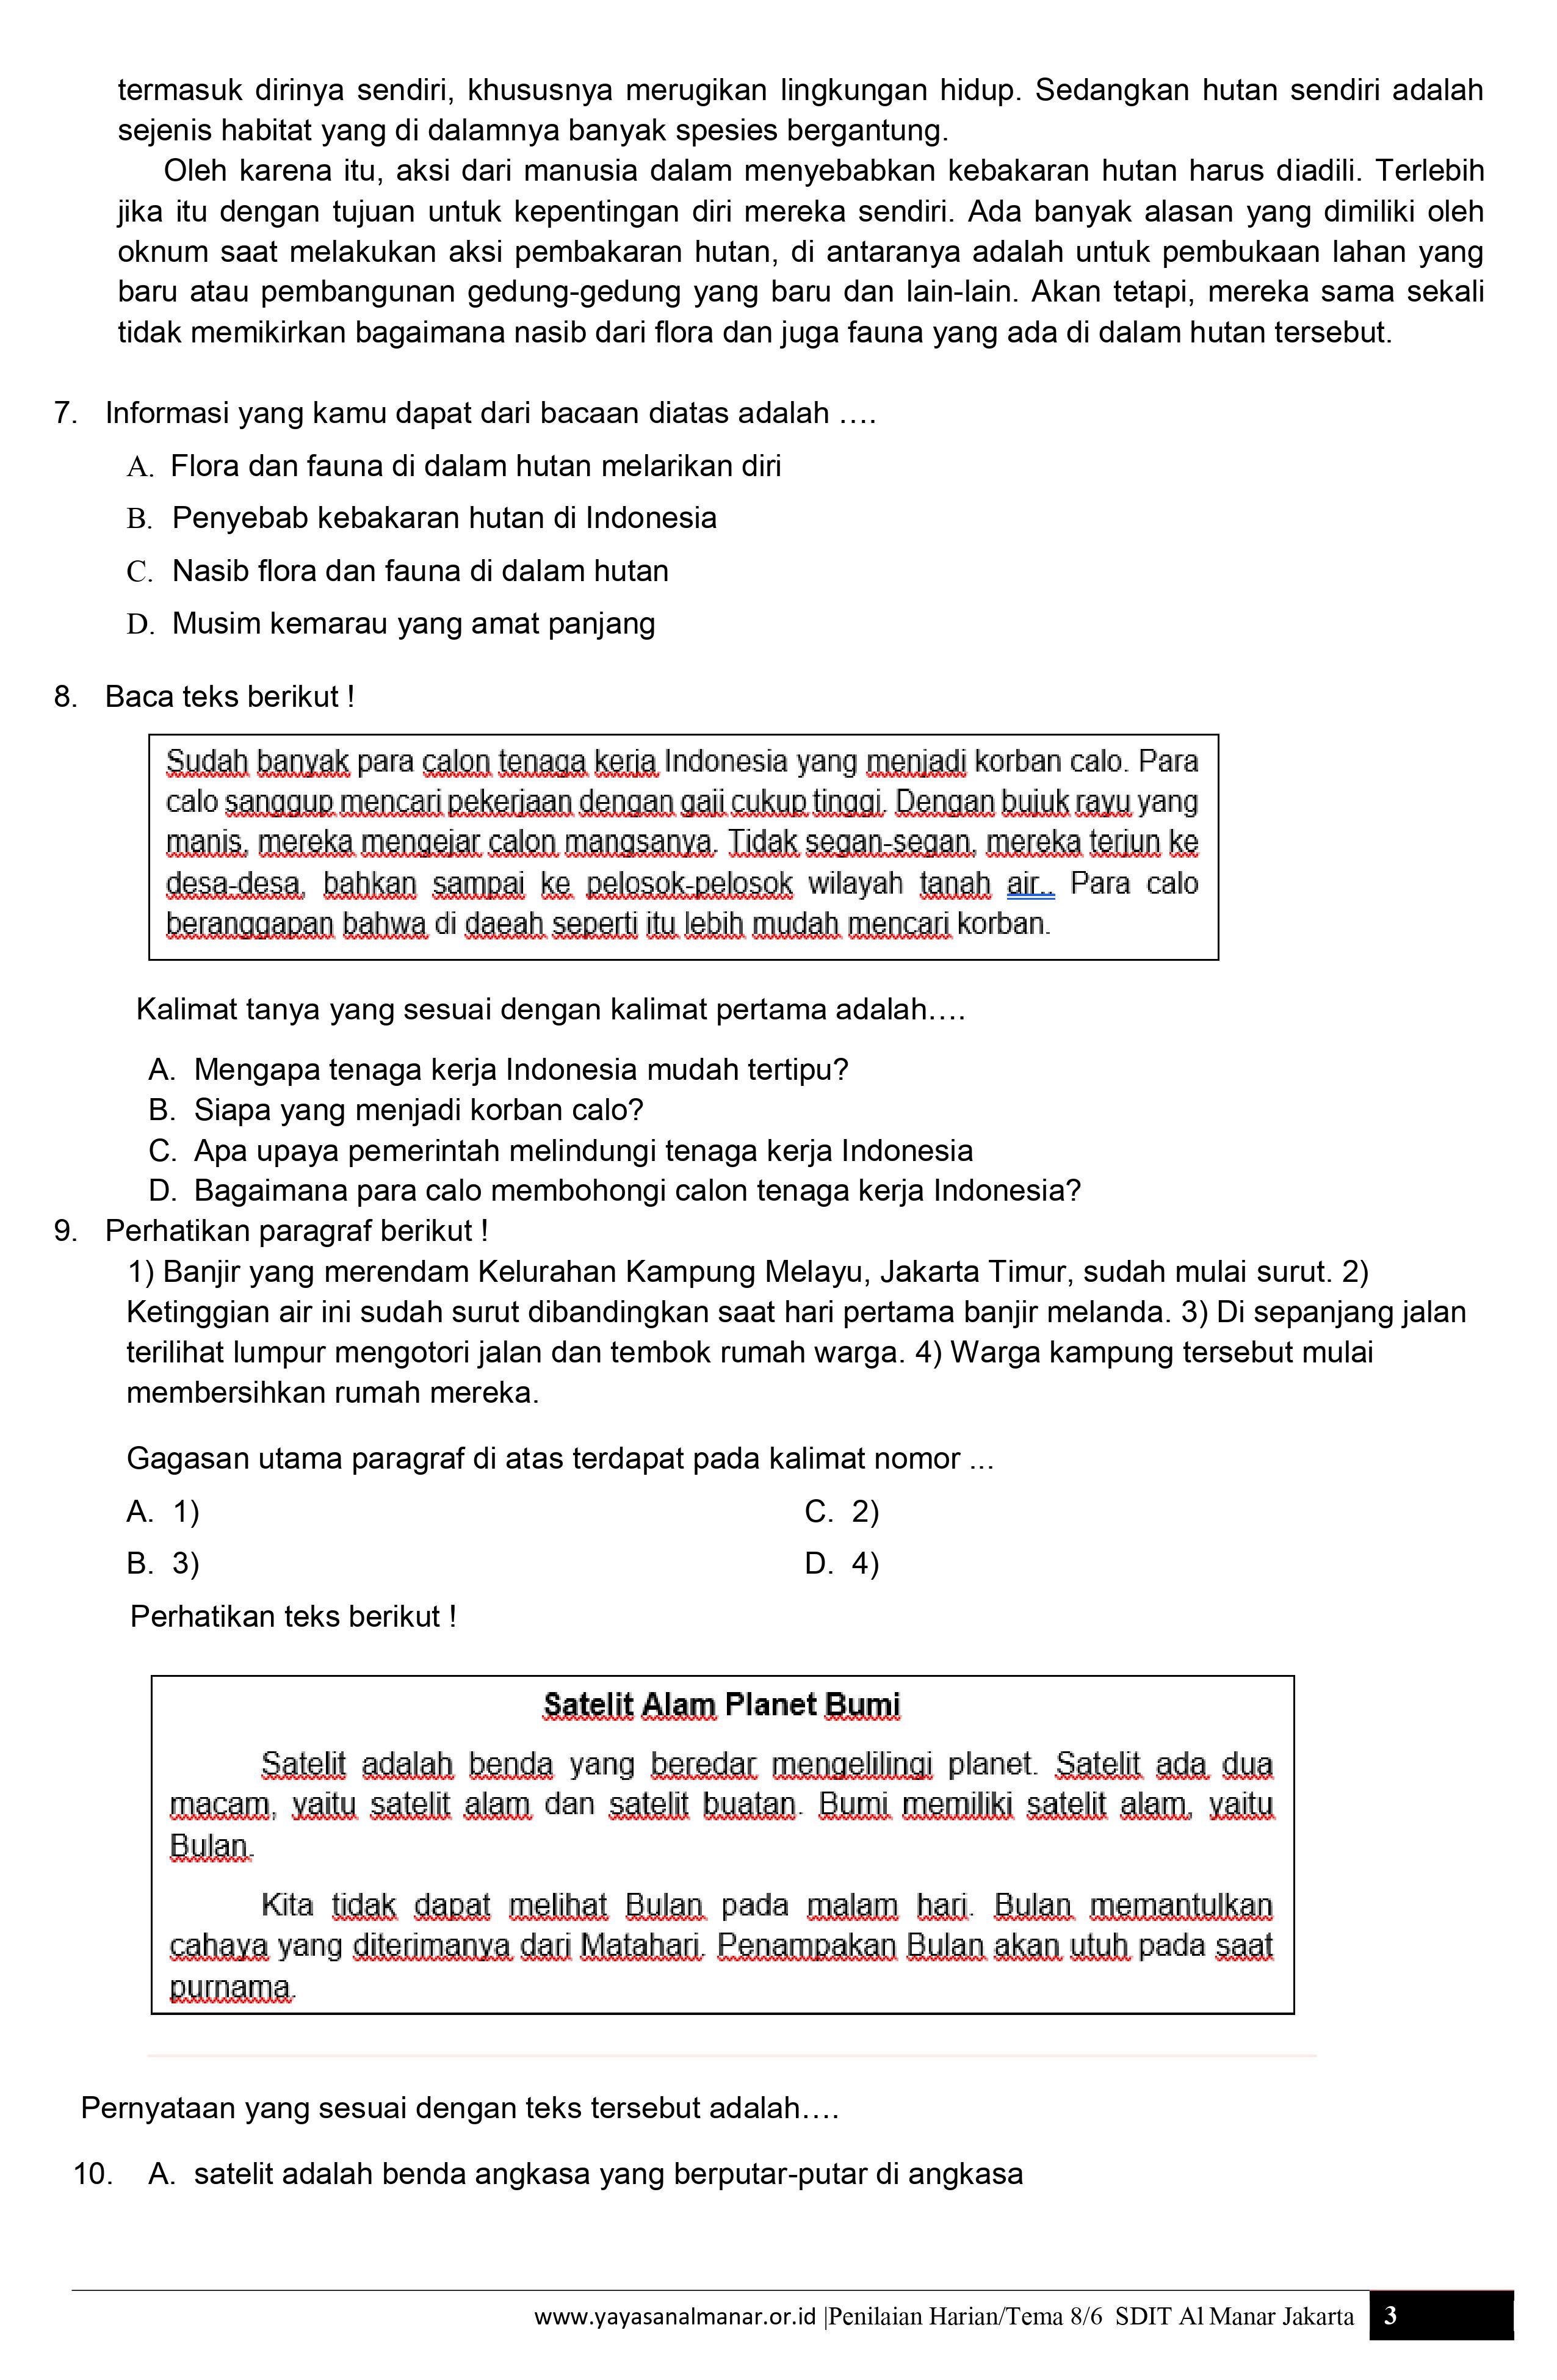 termasuk dirinya sendiri, khususnya merugikan lingkungan hidup. Sedangkan hutan sendiri adalah
sejenis habitat yang di dalamnya banyak spesies bergantung.
Oleh karena itu, aksi dari manusia dalam menyebabkan kebakaran hutan harus diadili. Terlebih
jika itu dengan tujuan untuk kepentingan diri mereka sendiri. Ada banyak alasan yang dimiliki oleh
oknum saat melakukan aksi pembakaran hutan, di antaranya adalah untuk pembukaan lahan yang
baru atau pembangunan gedung-gedung yang baru dan lain-lain. Akan tetapi, mereka sama sekali
tidak memikirkan bagaimana nasib dari flora dan juga fauna yang ada di dalam hutan tersebut.
7. Informasi yang kamu dapat dari bacaan diatas adalah ….
A. Flora dan fauna di dalam hutan melarikan diri
B. Penyebab kebakaran hutan di Indonesia
C. Nasib flora dan fauna di dalam hutan
D. Musim kemarau yang amat panjang
8. Baca teks berikut !
Sudah banyak para calon tenaga kerja Indonesia yang menjadi korban calo. Para
calo sanggup mencari pekerjaan dengan gaji cukup tinggi. Dengan bujuk rayu yang
manis, mereka mengejar calon mangsanya. Tidak segan-segan, mereka terjun ke
desa-desa, bahkan sampai ke pelosok-pelosok wilayah tanah air.. Para calo
beranggapan bahwa di daeah seperti itu lebih mudah mencari korban.
Kalimat tanya yang sesuai dengan kalimat pertama adalah….
A. Mengapa tenaga kerja Indonesia mudah tertipu?
B. Siapa yang menjadi korban calo?
C. Apa upaya pemerintah melindungi tenaga kerja Indonesia
D. Bagaimana para calo membohongi calon tenaga kerja Indonesia?
9. Perhatikan paragraf berikut !
1) Banjir yang merendam Kelurahan Kampung Melayu, Jakarta Timur, sudah mulai surut. 2)
Ketinggian air ini sudah surut dibandingkan saat hari pertama banjir melanda. 3) Di sepanjang jalan
terilihat lumpur mengotori jalan dan tembok rumah warga. 4) Warga kampung tersebut mulai
membersihkan rumah mereka.
Gagasan utama paragraf di atas terdapat pada kalimat nomor ...
A. 1) C. 2)
B. 3) D. 4)
Perhatikan teks berikut !
Satelit Alam Planet Bumi
Satelit adalah benda yang beredar mengelilingi planet. Satelit ada dua
macam, yaitu satelit alam dan satelit buatan. Bumi memiliki satelit alam, yaitu
Bulan.
Kita tidak dapat melihat Bulan pada malam hari. Bulan memantulkan
cahaya yang diterimanya dari Matahari. Penampakan Bulan akan utuh pada saat
purnama.
Pernyataan yang sesuai dengan teks tersebut adalah….
10. A. satelit adalah benda angkasa yang berputar-putar di angkasa
www.yayasanalmanar.or.id |Penilaian Harian/Tema 8/6 SDIT Al Manar Jakarta 3